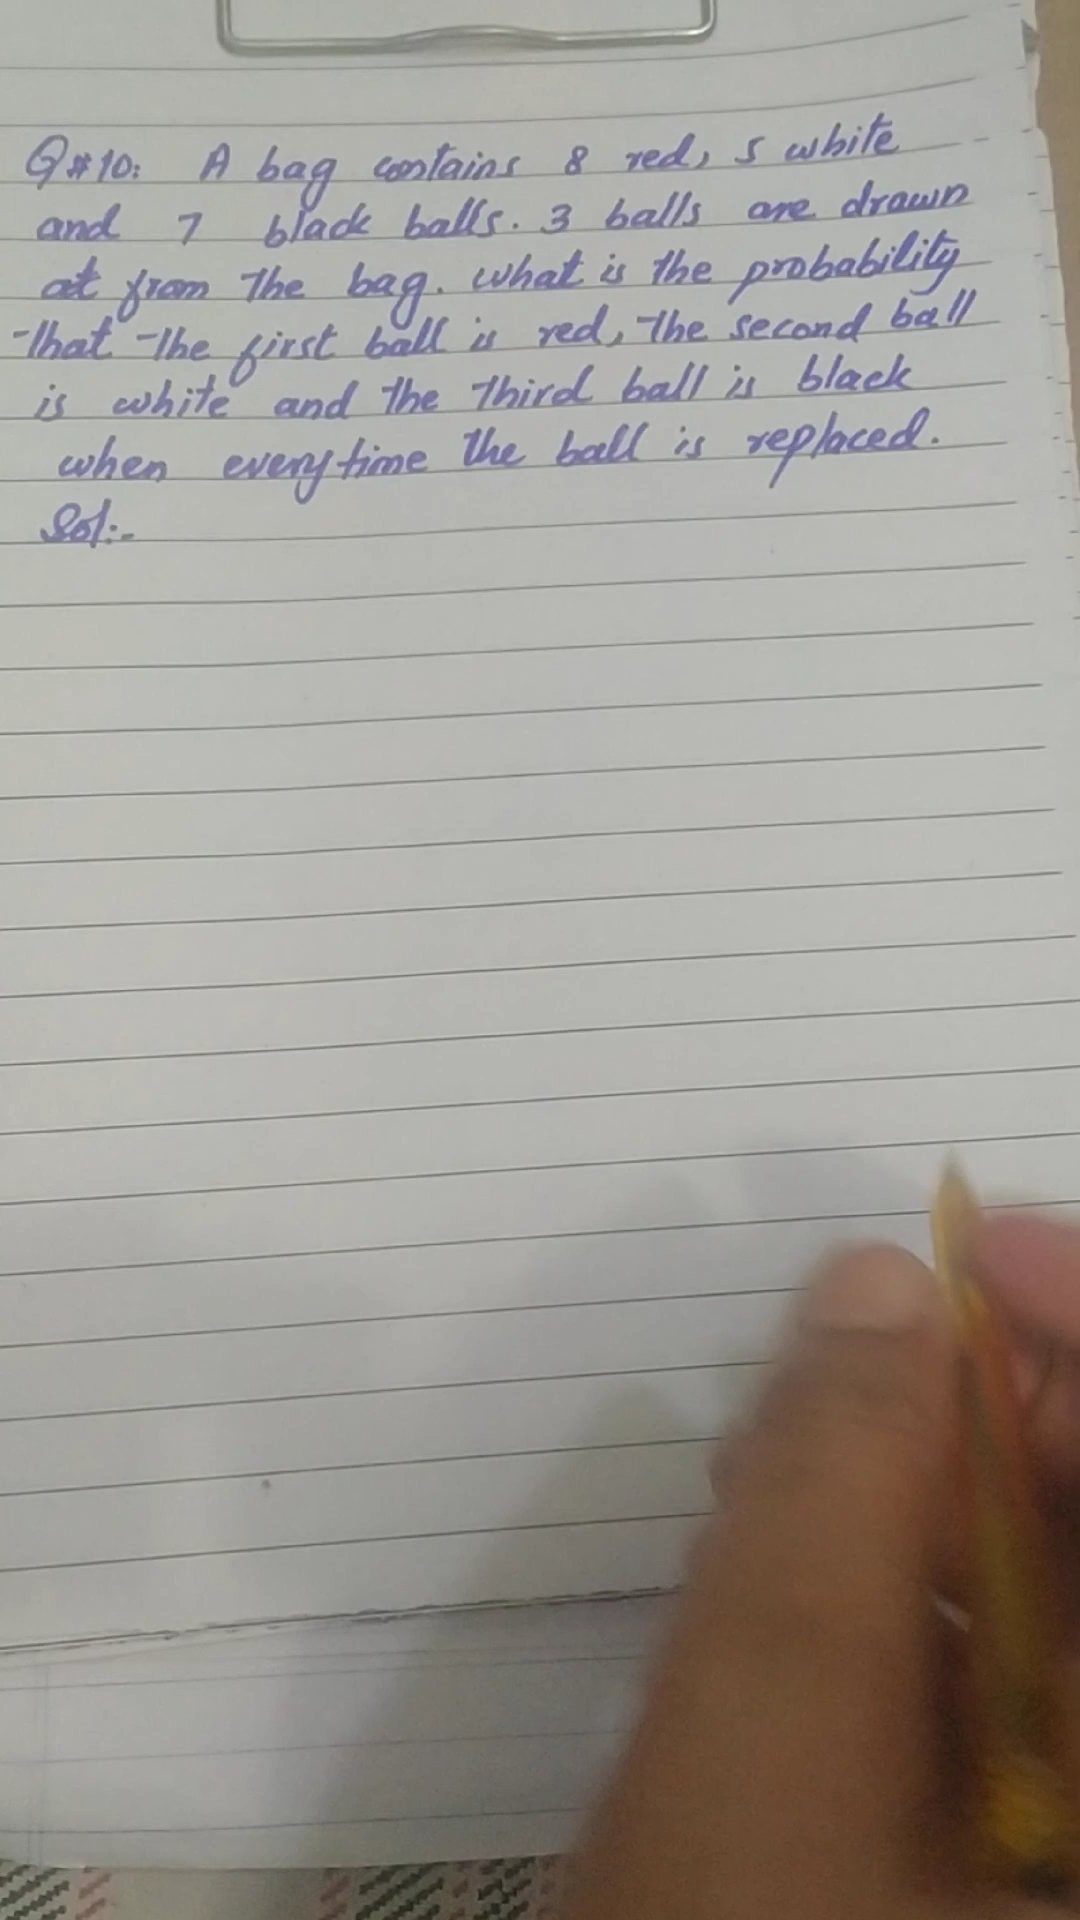 Q#10: A bag contains 8 red, 5 white
and 7 black balls. 3 balls are drawn
at from the bag. what is the probability
that the first ball is red, the second ball
is white and the third ball is black
when everytime the ball is replaced.
Sol:-